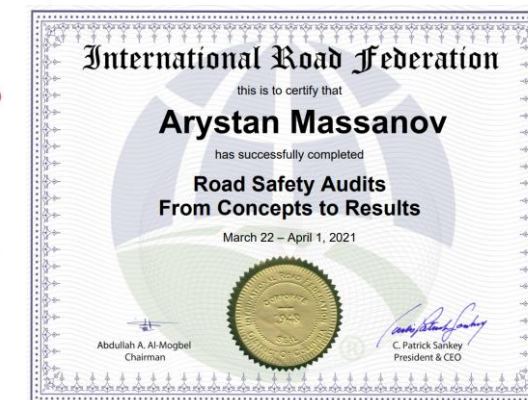 International Road Federation
this is to certify that
Arystan Massanov
has successfully completed
Road Safety Audits
From Concepts to Results
March 22 – April 1, 2021
Abdullah A. Al-Mogbel
Chairman
C. Patrick Sankey
President & CEO